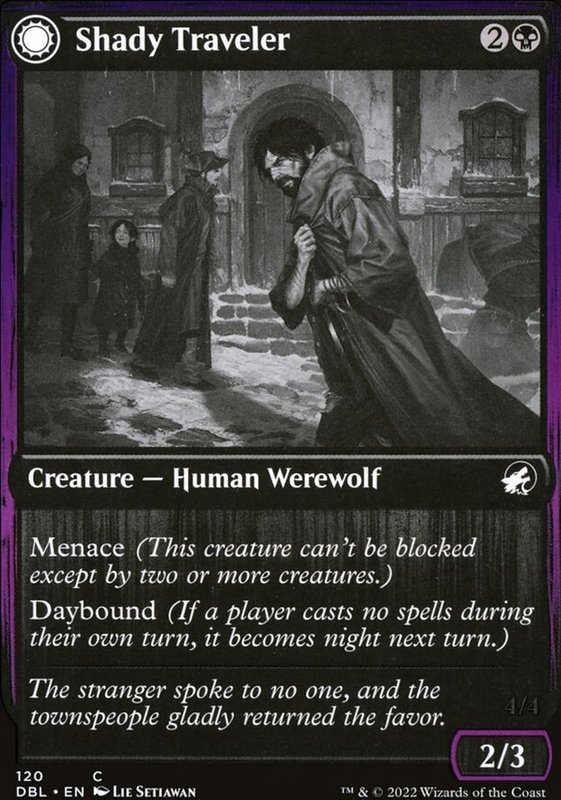 Shady Traveler 2
Creature — Human Werewolf
Menace (This creature can't be blocked
except by two or more creatures.)
Daybound (If a player casts no spells during
their own turn, it becomes night next turn.)
The stranger spoke to no one, and the
townspeople gladly returned the favor.
4/4
2/3
120 C
DBL • EN Lie Setiawan
™ & © 2022 Wizards of the Coast